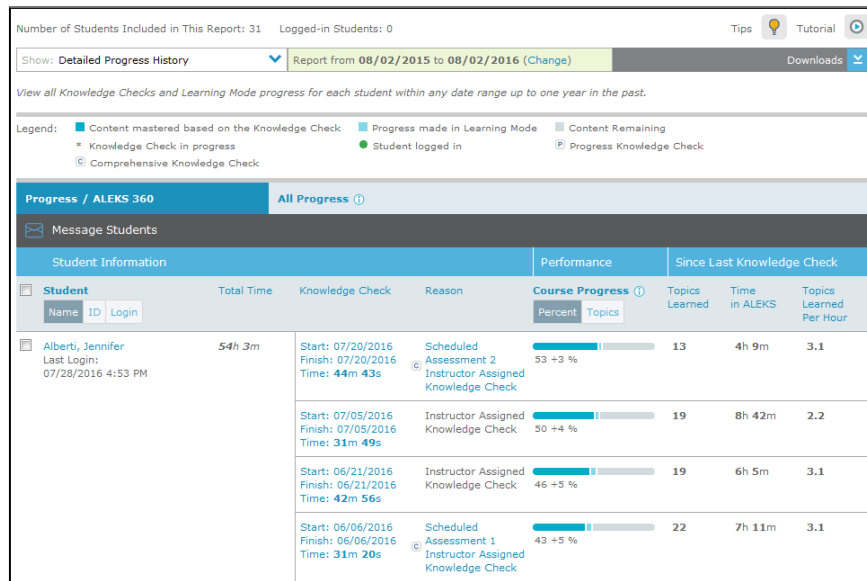 Number of Students Included in This Report: 31 Logged-in Students: 0 Tips Tutorial
Show: Detailed Progress History Report from 08/02/2015 to 08/02/2016 (Change) Downloads
View all Knowledge Checks and Learning Mode progress for each student within any date range up to one year in the past.
Legend: Content mastered based on the Knowledge Check Progress made in Learning Mode Content Remaining
* Knowledge Check in progress Student logged in P Progress Knowledge Check
C Comprehensive Knowledge Check
Progress / ALEKS 360 All Progress i
Message Students
Student Information Performance Since Last Knowledge Check
Student Total Time Knowledge Check Reason Course Progress i Topics Time Topics
Learned in ALEKS Learned
Name ID Login Percent Topics Per Hour
Alberti, Jennifer 54h 3m Start: 07/20/2016 Scheduled 13 4h 9m 3.1
Last Login: Finish: 07/20/2016 C Assessment 2 53 +3 %
07/28/2016 4:53 PM Time: 44m 43s Instructor Assigned
Knowledge Check
Start: 07/05/2016 Instructor Assigned 19 8h 42m 2.2
Finish: 07/05/2016 Knowledge Check 50 +4 %
Time: 31m 49s
Start: 06/21/2016 Instructor Assigned 19 6h 5m 3.1
Finish: 06/21/2016 Knowledge Check 46 +5 %
Time: 42m 56s
Start: 06/06/2016 Scheduled 22 7h 11m 3.1
Finish: 06/06/2016 C Assessment 1 43 +5 %
Time: 31m 20s Instructor Assigned
Knowledge Check